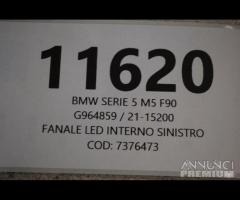 11620
BMW SERIE 5 M5 F90
G964859 / 21-15200
FANALE LED INTERNO SINISTRO
COD: 7376473
ANNUNCI
PREMIUM